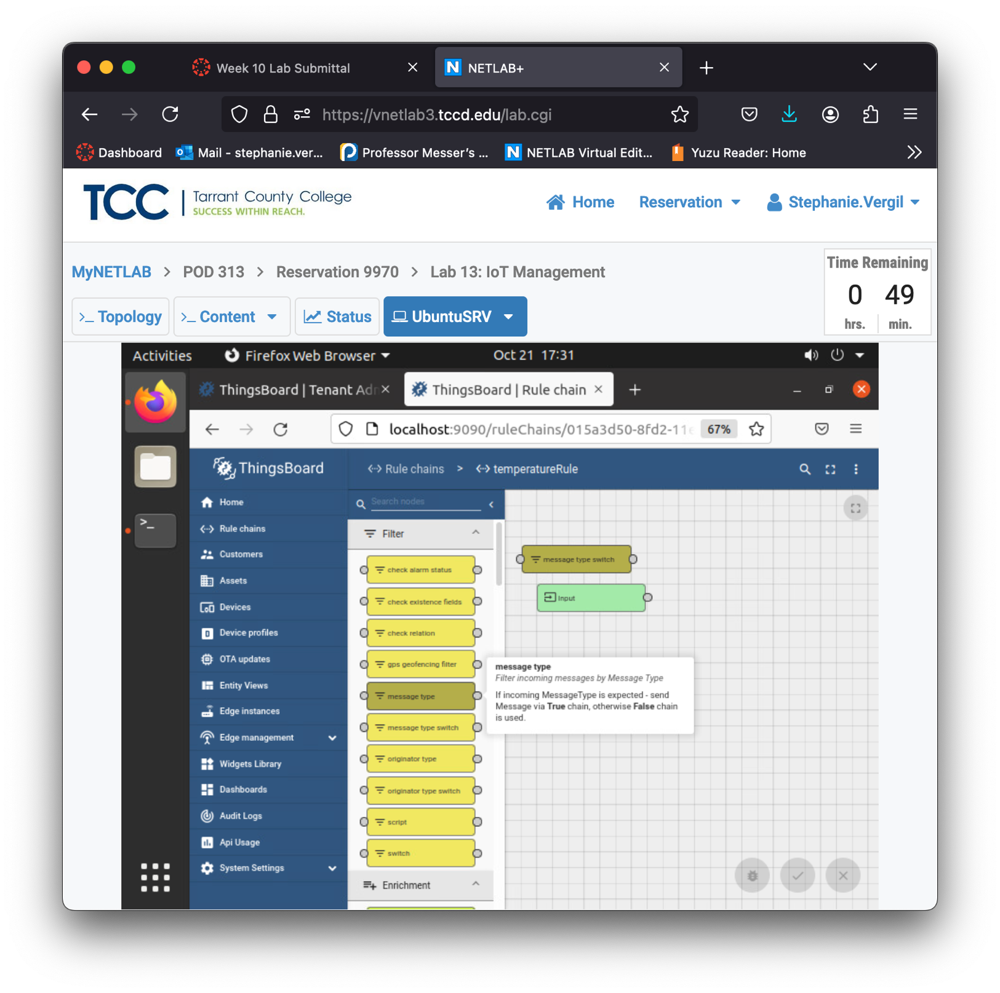 Week 10 Lab Submittal
NETLAB+
https://vnetlab3.tccd.edu/lab.cgi
Dashboard
Mail - stephanie.ver...
Professor Messer's ...
NETLAB Virtual Edit...
Yuzu Reader: Home
TCC
Tarrant County College
SUCCESS WITHIN REACH.
Home
Reservation
Stephanie.Vergil
MyNETLAB > POD 313 > Reservation 9970 > Lab 13: IoT Management
Time Remaining
0 49
hrs. min.
>_ Topology
>_ Content
Status
UbuntuSRV
Activities
Firefox Web Browser
Oct 21 17:31
ThingsBoard | Tenant Adn
ThingsBoard | Rule chain
localhost:9090/ruleChains/015a3d50-8fd2-11e
67%
ThingsBoard
Rule chains > temperatureRule
Home
Rule chains
Customers
Assets
Devices
Device profiles
OTA updates
Entity Views
Edge instances
Edge management
Widgets Library
Dashboards
Audit Logs
Api Usage
System Settings
Search nodes
Filter
check alarm status
check existence fields
check relation
gps geofencing filter
message type
message type switch
originator type
originator type switch
script
switch
Enrichment
message type switch
Input
message type
Filter incoming messages by Message Type
If incoming MessageType is expected - send
Message via True chain, otherwise False chain
is used.